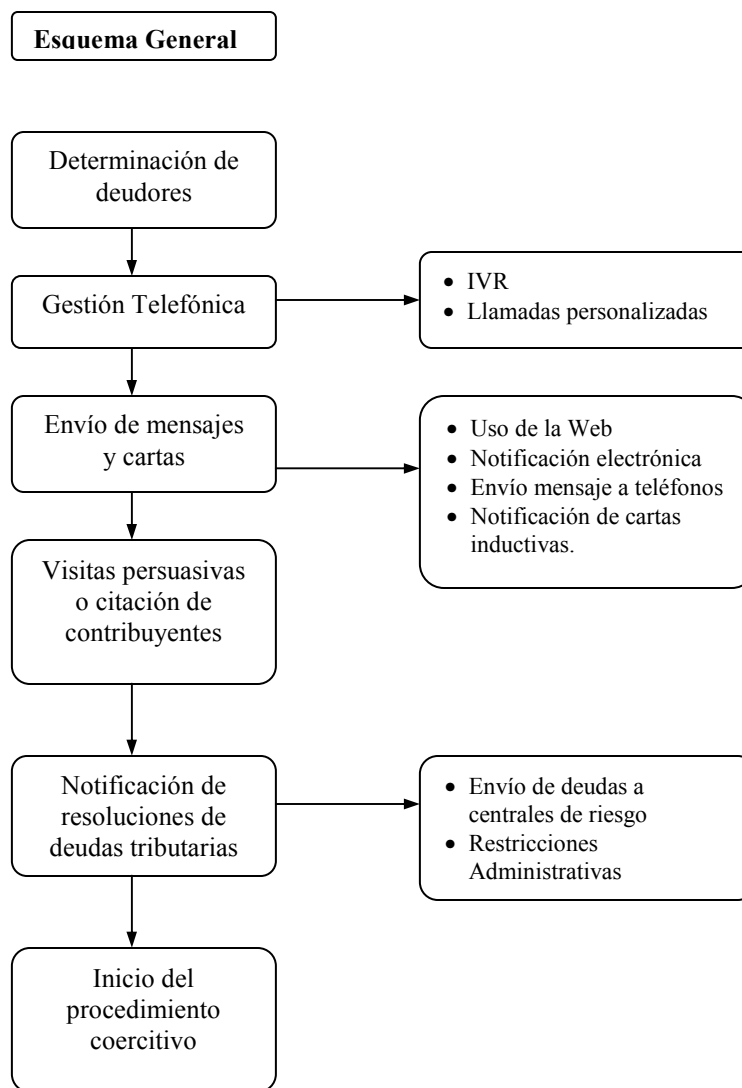 Esquema General
Determinación de
deudores
Gestión Telefónica
• IVR
• Llamadas personalizadas
Envío de mensajes
y cartas
• Uso de la Web
• Notificación electrónica
• Envío mensaje a teléfonos
• Notificación de cartas
inductivas.
Visitas persuasivas
o citación de
contribuyentes
Notificación de
resoluciones de
deudas tributarias
• Envío de deudas a
centrales de riesgo
• Restricciones
Administrativas
Inicio del
procedimiento
coercitivo